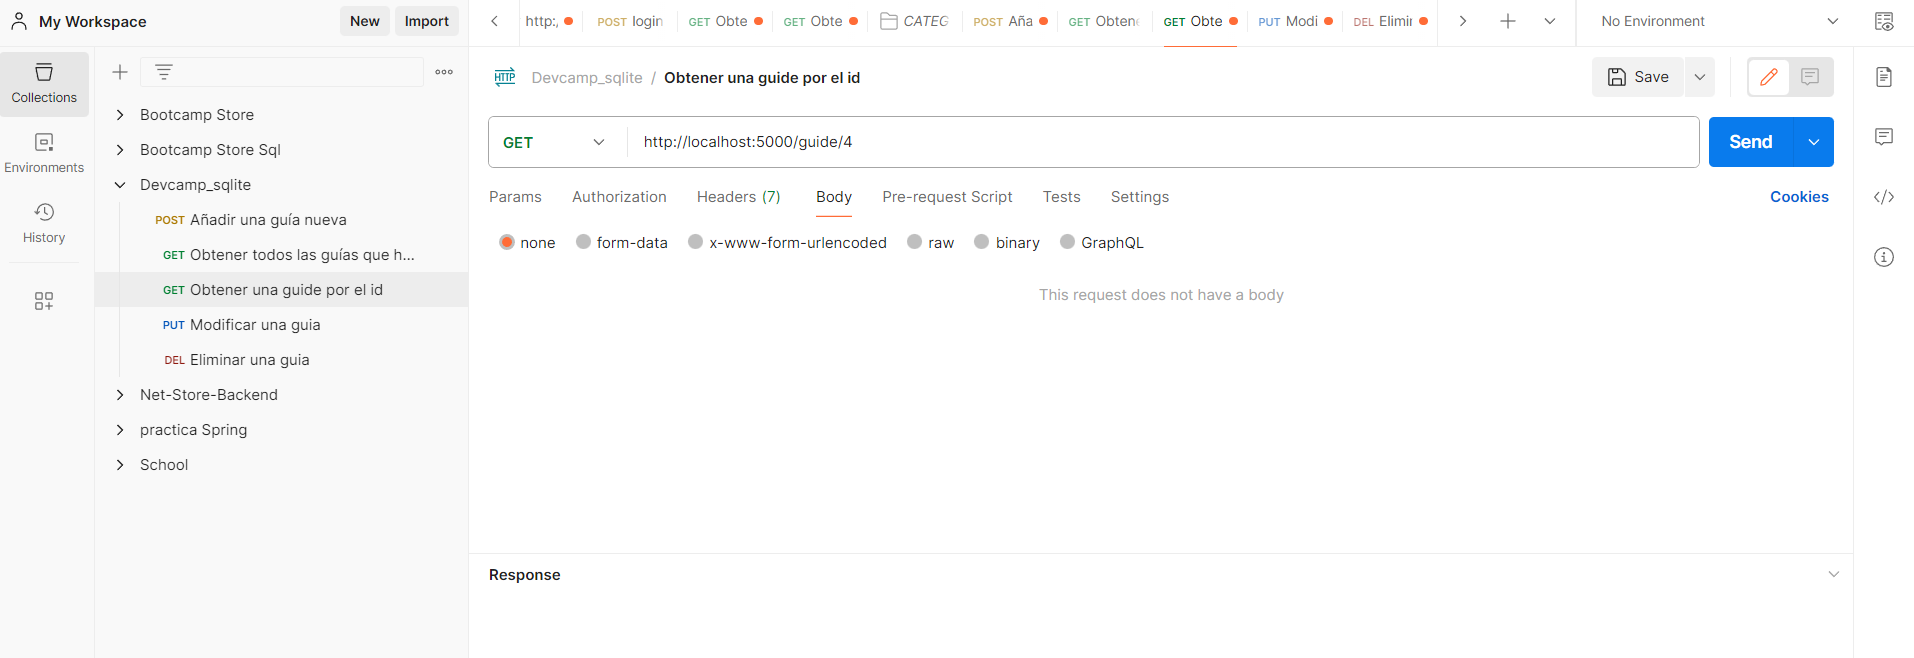 My Workspace
New
Import
http:,
POST login
GET Obte
GET Obte
CATEG
POST Aña
GET Obten
GET Obte
PUT Modi
DEL Elimin
No Environment
Collections
Environments
History
Bootcamp Store
Bootcamp Store Sql
Devcamp_sqlite
POST Añadir una guía nueva
GET Obtener todos las guías que h...
GET Obtener una guide por el id
PUT Modificar una guia
DEL Eliminar una guia
Net-Store-Backend
practica Spring
School
HTTP
Devcamp_sqlite / Obtener una guide por el id
Save
GET
http://localhost:5000/guide/4
Send
Params
Authorization
Headers (7)
Body
Pre-request Script
Tests
Settings
Cookies
none
form-data
x-www-form-urlencoded
raw
binary
GraphQL
This request does not have a body
Response